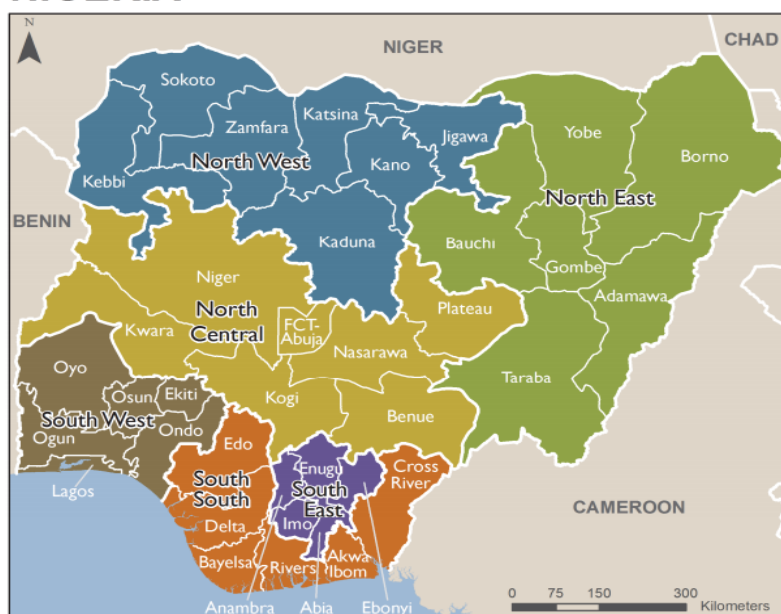 N
NIGER
CHAD
Sokoto
Katsina
Zamfara
Jigawa
Yobe
Borno
North West
Kano
Kebbi
North East
BENIN
Kaduna
Bauchi
Gombe
Niger
Adamawa
North
Central
Plateau
FCT-
Abuja
Kwara
Nasarawa
Oyo
Taraba
Osun
Ekiti
Kogi
Benue
South West
Ogun
Ondo
Edo
Enugu
Cross
River
South
South
South
East
Lagos
CAMEROON
Delta
Imo
Bayelsa
Rivers
Akwa
Ibom
Anambra
Abia
Ebonyi
0 75 150 300
Kilometers